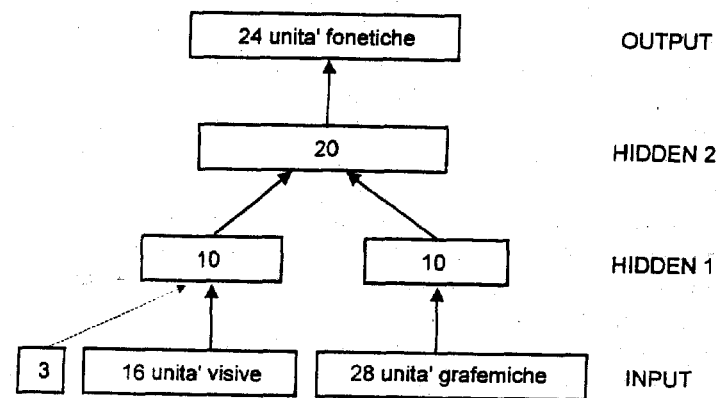 24 unita' fonetiche OUTPUT
20 HIDDEN 2
10 10 HIDDEN 1
3 16 unita' visive 28 unita' grafemiche INPUT